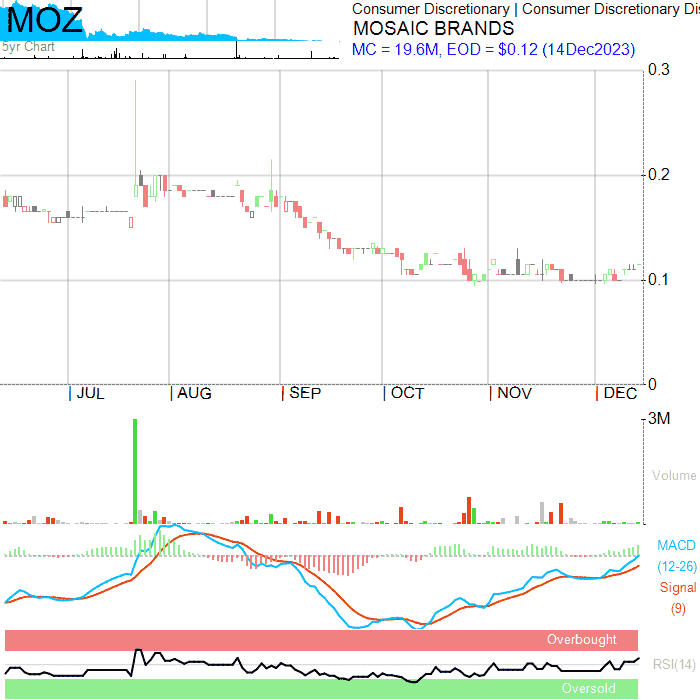 MOZ
5yr Chart
Consumer Discretionary | Consumer Discretionary Dis
MOSAIC BRANDS
MC = 19.6M, EOD = $0.12 (14Dec2023)
0.3
0.2
0.1
0
| JUL | AUG | SEP | OCT | NOV | DEC
3M
Volume
MACD
(12-26)
Signal
(9)
Overbought
RSI(14)
Oversold